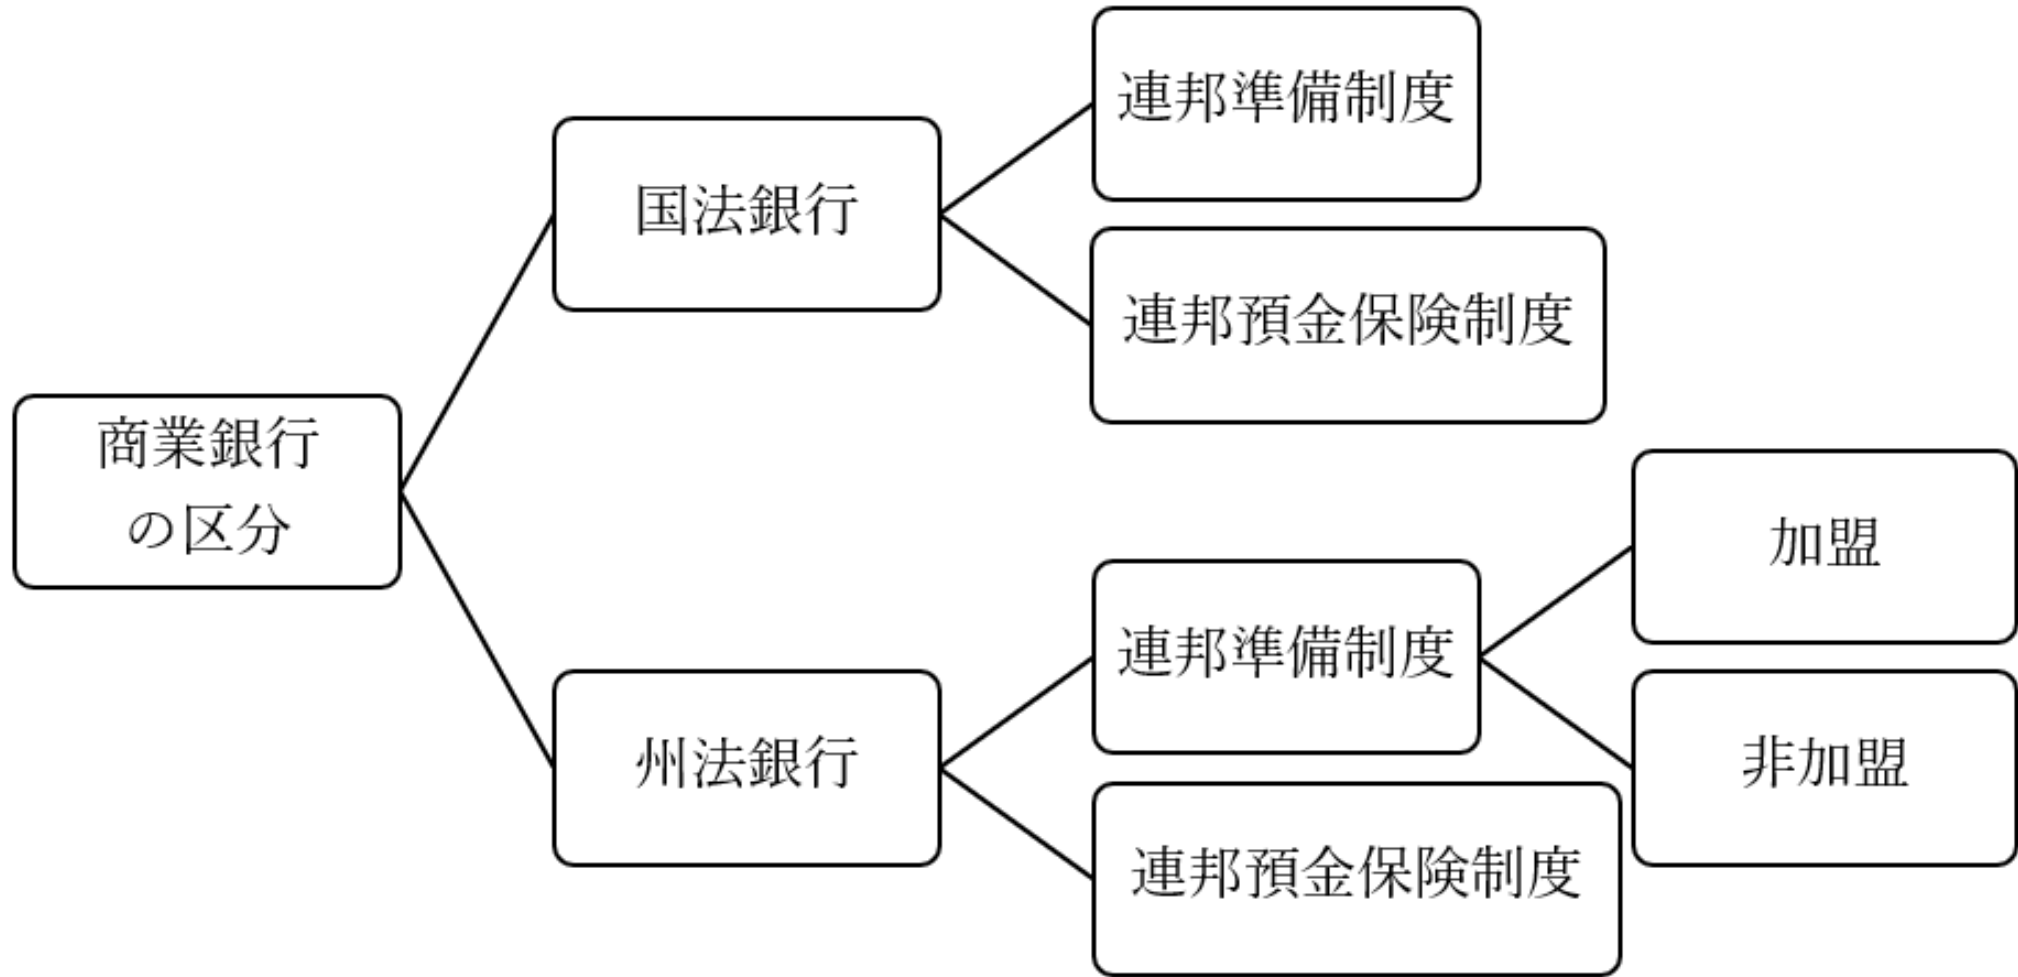 商業銀行
の区分
国法銀行
連邦準備制度
連邦預金保険制度
州法銀行
連邦準備制度
加盟
非加盟
連邦預金保険制度